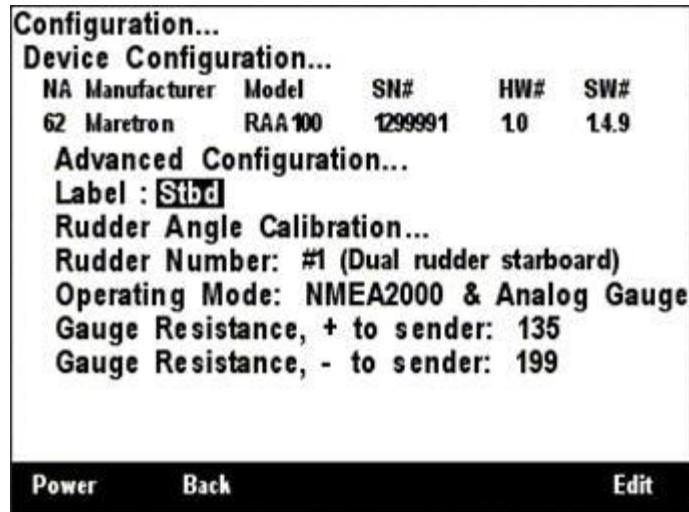 Configuration...
Device Configuration...
NA Manufacturer Model SN# HW# SW#
62 Maretron RAA100 1299991 1.0 1.4.9
Advanced Configuration...
Label : Stbd
Rudder Angle Calibration...
Rudder Number: #1 (Dual rudder starboard)
Operating Mode: NMEA2000 & Analog Gauge
Gauge Resistance, + to sender: 135
Gauge Resistance, - to sender: 199
Power Back Edit